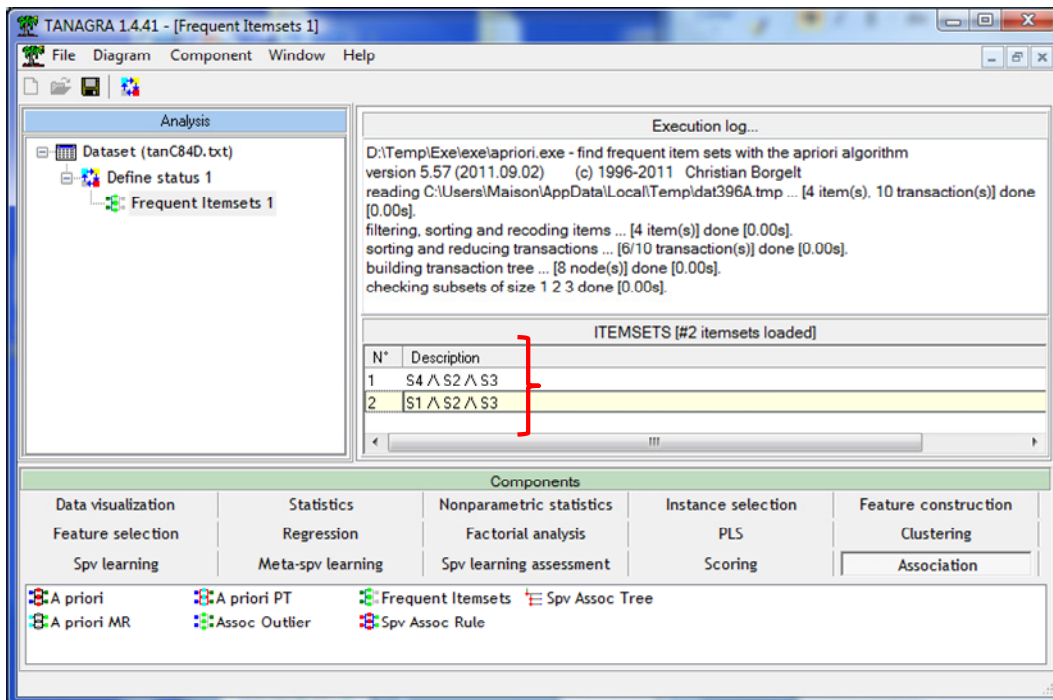 TANAGRA 1.4.41 - [Frequent Itemsets 1]
File Diagram Component Window Help
Analysis
Dataset (tanC84D.txt)
Define status 1
Frequent Itemsets 1
Execution log...
D:\Temp\Exe\exe\apriori.exe - find frequent item sets with the apriori algorithm
version 5.57 (2011.09.02) (c) 1996-2011 Christian Borgelt
reading C:\Users\Maison\AppData\Local\Temp\dat396A.tmp ... [4 item(s), 10 transaction(s)] done
[0.00s].
filtering, sorting and recoding items ... [4 item(s)] done [0.00s].
sorting and reducing transactions ... [6/10 transaction(s)] done [0.00s].
building transaction tree ... [8 node(s)] done [0.00s].
checking subsets of size 1 2 3 done [0.00s].
ITEMSETS [#2 itemsets loaded]
N° Description
1 S4 /\ S2 /\ S3
2 S1 /\ S2 /\ S3
Components
Data visualization Statistics Nonparametric statistics Instance selection Feature construction
Feature selection Regression Factorial analysis PLS Clustering
Spv learning Meta-spv learning Spv learning assessment Scoring Association
A priori A priori PT Frequent Itemsets Spv Assoc Tree
A priori MR Assoc Outlier Spv Assoc Rule